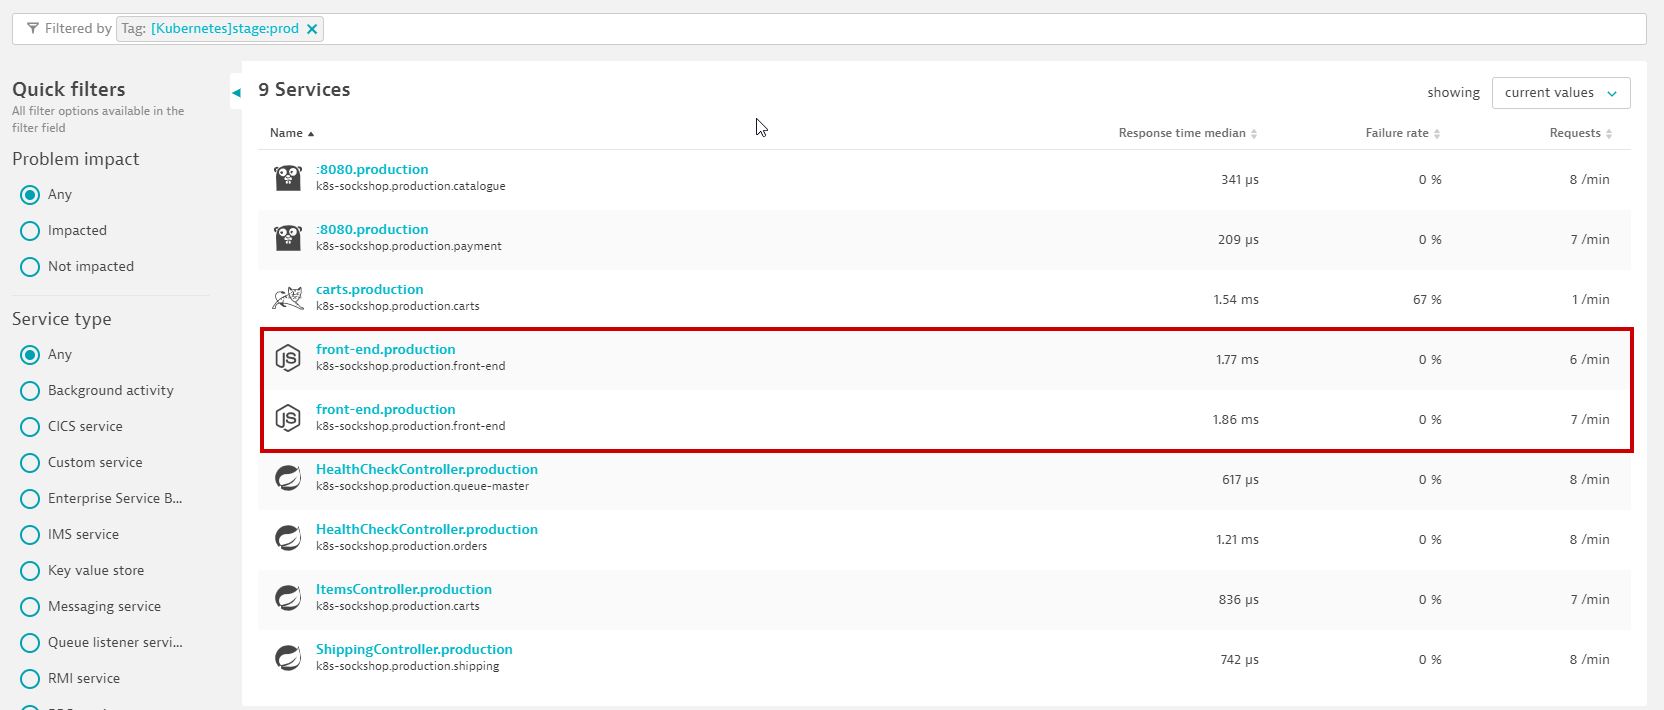 Filtered by Tag: [Kubernetes]stage:prod
Quick filters
All filter options available in the
filter field
Problem impact
Any
Impacted
Not impacted
Service type
Any
Background activity
CICS service
Custom service
Enterprise Service B...
IMS service
Key value store
Messaging service
Queue listener servi...
RMI service
9 Services
showing current values
Name Response time median Failure rate Requests
:8080.production
k8s-sockshop.production.catalogue
341 µs 0 % 8 /min
:8080.production
k8s-sockshop.production.payment
209 µs 0 % 7 /min
carts.production
k8s-sockshop.production.carts
1.54 ms 67 % 1 /min
JS
front-end.production
k8s-sockshop.production.front-end
1.77 ms 0 % 6 /min
JS
front-end.production
k8s-sockshop.production.front-end
1.86 ms 0 % 7 /min
HealthCheckController.production
k8s-sockshop.production.queue-master
617 µs 0 % 8 /min
HealthCheckController.production
k8s-sockshop.production.orders
1.21 ms 0 % 8 /min
ItemsController.production
k8s-sockshop.production.carts
836 µs 0 % 7 /min
ShippingController.production
k8s-sockshop.production.shipping
742 µs 0 % 8 /min